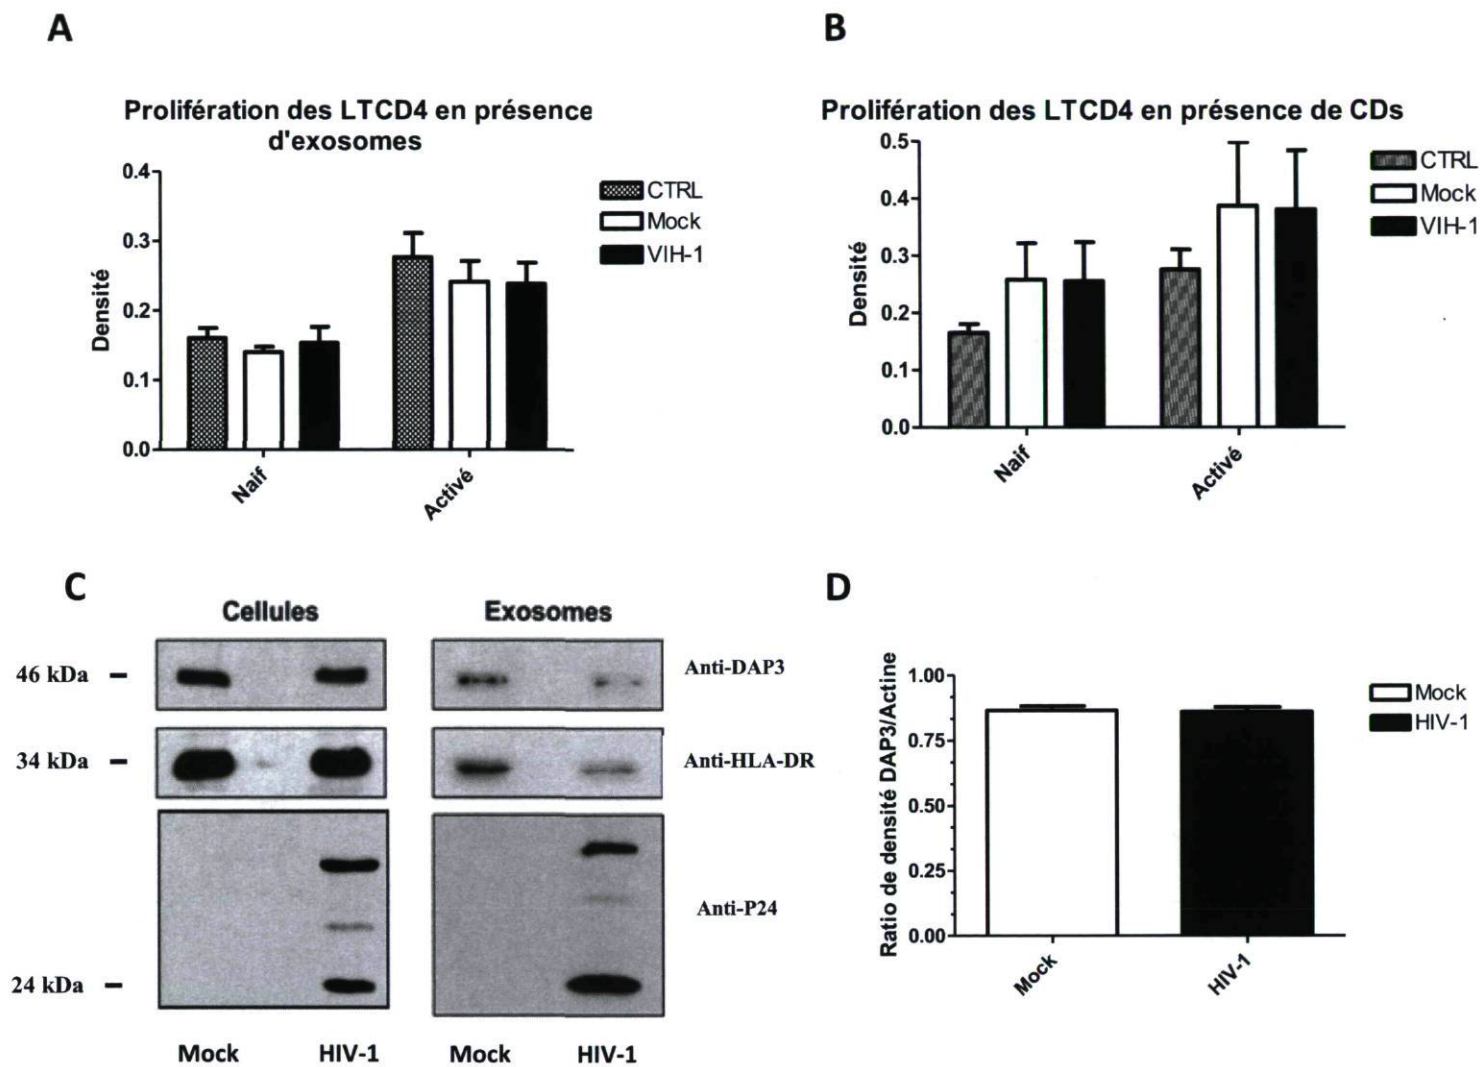 A
Prolifération des LTCD4 en présence
d'exosomes
0.4
0.3
0.2
0.1
0.0
Densité
Naif
Activé
CTRL
Mock
VIH-1
B
Prolifération des LTCD4 en présence de CDs
0.5
0.4
0.3
0.2
0.1
0.0
Densité
Naif
Activé
CTRL
Mock
VIH-1
C
Cellules
Exosomes
46 kDa
Anti-DAP3
34 kDa
Anti-HLA-DR
Anti-P24
24 kDa
Mock
HIV-1
Mock
HIV-1
D
1.00
0.75
0.50
0.25
0.00
Ratio de densité DAP3/Actine
Mock
HIV-1
Mock
HIV-1